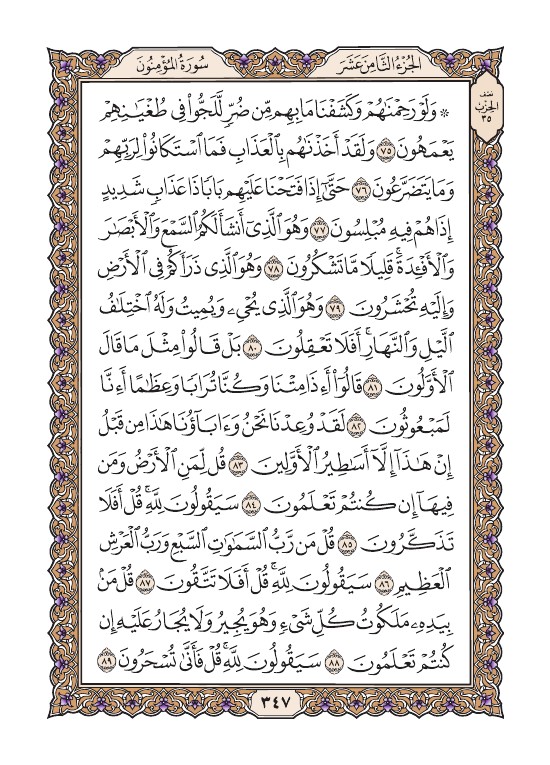 الجزء الثامن عشر
سورة المؤمنون
نصف
الحزب
٣٥
۞ وَلَوْ رَحِمْنَٰهُمْ وَكَشَفْنَا مَا بِهِم مِّن ضُرٍّ لَّلَجُّوا۟ فِى طُغْيَٰنِهِمْ
يَعْمَهُونَ ٧٥ وَلَقَدْ أَخَذْنَٰهُم بِٱلْعَذَابِ فَمَا ٱسْتَكَانُوا۟ لِرَبِّهِمْ
وَمَا يَتَضَرَّعُونَ ٧٦ حَتَّىٰٓ إِذَا فَتَحْنَا عَلَيْهِم بَابًا ذَا عَذَابٍ شَدِيدٍ
إِذَا هُمْ فِيهِ مُبْلِسُونَ ٧٧ وَهُوَ ٱلَّذِىٓ أَنشَأَ لَكُمُ ٱلسَّمْعَ وَٱلْأَبْصَٰرَ
وَٱلْأَفْـِٔدَةَ ۚ قَلِيلًا مَّا تَشْكُرُونَ ٧٨ وَهُوَ ٱلَّذِى ذَرَأَكُمْ فِى ٱلْأَرْضِ
وَإِلَيْهِ تُحْشَرُونَ ٧٩ وَهُوَ ٱلَّذِى يُحْىِۦ وَيُمِيتُ وَلَهُ ٱخْتِلَٰفُ
ٱلَّيْلِ وَٱلنَّهَارِ ۚ أَفَلَا تَعْقِلُونَ ٨٠ بَلْ قَالُوا۟ مِثْلَ مَا قَالَ
ٱلْأَوَّلُونَ ٨١ قَالُوٓا۟ أَءِذَا مِتْنَا وَكُنَّا تُرَابًا وَعِظَٰمًا أَءِنَّا
لَمَبْعُوثُونَ ٨٢ لَقَدْ وُعِدْنَا نَحْنُ وَءَابَآؤُنَا هَٰذَا مِن قَبْلُ
إِنْ هَٰذَآ إِلَّآ أَسَٰطِيرُ ٱلْأَوَّلِينَ ٨٣ قُل لِّمَنِ ٱلْأَرْضُ وَمَن
فِيهَآ إِن كُنتُمْ تَعْلَمُونَ ٨٤ سَيَقُولُونَ لِلَّهِ ۚ قُلْ أَفَلَا
تَذَكَّرُونَ ٨٥ قُلْ مَن رَّبُّ ٱلسَّمَٰوَٰتِ ٱلسَّبْعِ وَرَبُّ ٱلْعَرْشِ
ٱلْعَظِيمِ ٨٦ سَيَقُولُونَ لِلَّهِ ۚ قُلْ أَفَلَا تَتَّقُونَ ٨٧ قُلْ مَنۢ
بِيَدِهِۦ مَلَكُوتُ كُلِّ شَىْءٍ وَهُوَ يُجِيرُ وَلَا يُجَارُ عَلَيْهِ إِن
كُنتُمْ تَعْلَمُونَ ٨٨ سَيَقُولُونَ لِلَّهِ ۚ قُلْ فَأَنَّىٰ تُسْحَرُونَ ٨٩
٣٤٧